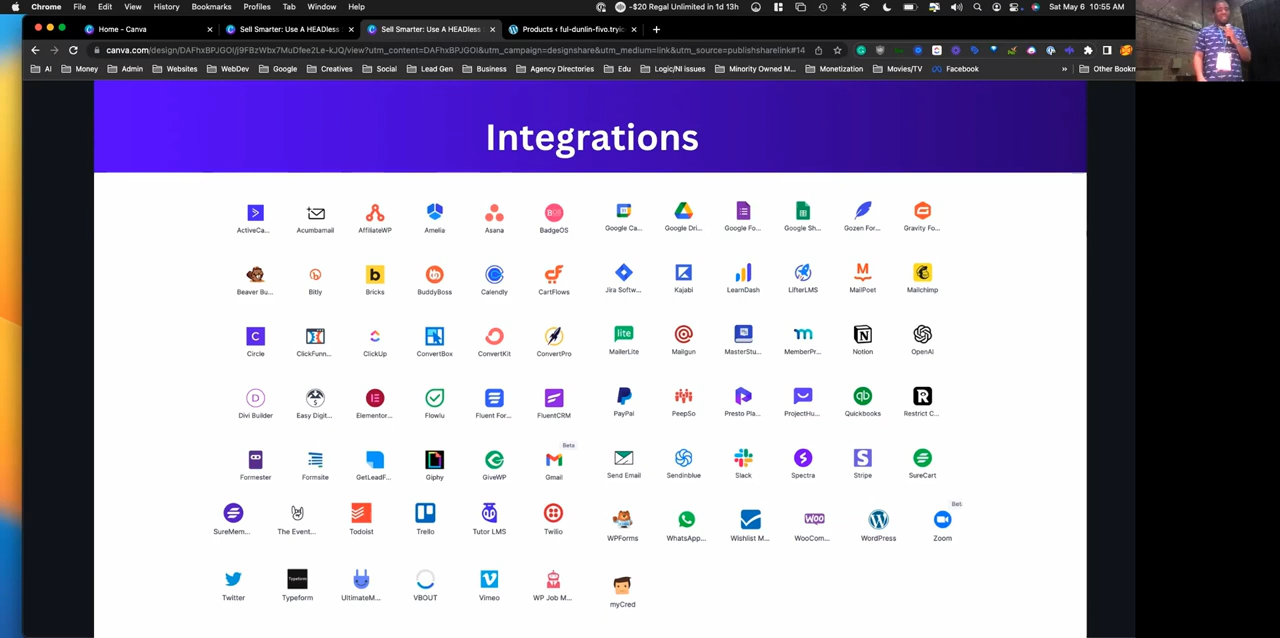 Chrome File Edit View History Bookmarks Profiles Tab Window Help
-$20 Regal Unlimited in 1d 13h
Sat May 6 10:55 AM
Home - Canva
Sell Smarter: Use A HEADless
Sell Smarter: Use A HEADless
Products ‹ ful-dunlin-fivo.tryic
AI
Money
Admin
Websites
WebDev
Google
Creatives
Social
Lead Gen
Business
Agency Directories
Edu
Logic/NI issues
Minority Owned M...
Monetization
Movies/TV
Facebook
»
Other Bookm
Integrations
ActiveCa... Acumbamail AffiliateWP Amelia Asana BadgeOS Google Ca... Google Dri... Google Fo... Google Sh... Gozen For... Gravity Fo...
Beaver Bu... Bitly Bricks BuddyBoss Calendly CartFlows Jira Softw... Kajabi LearnDash LifterLMS MailPoet Mailchimp
Circle ClickFunn... ClickUp ConvertBox ConvertKit ConvertPro MailerLite Mailgun MasterStu... MemberPr... Notion OpenAI
Divi Builder Easy Digit... Elementor... Flowlu Fluent For... FluentCRM PayPal PeepSo Presto Pla... ProjectHu... Quickbooks Restrict C...
Beta
Formester Formsite GetLeadF... Giphy GiveWP Gmail Send Email Sendinblue Slack Spectra Stripe SureCart
Bet
SureMem... The Event... Todoist Trello Tutor LMS Twilio WPForms WhatsApp... Wishlist M... WooCom... WordPress Zoom
Twitter Typeform UltimateM... VBOUT Vimeo WP Job M... myCred